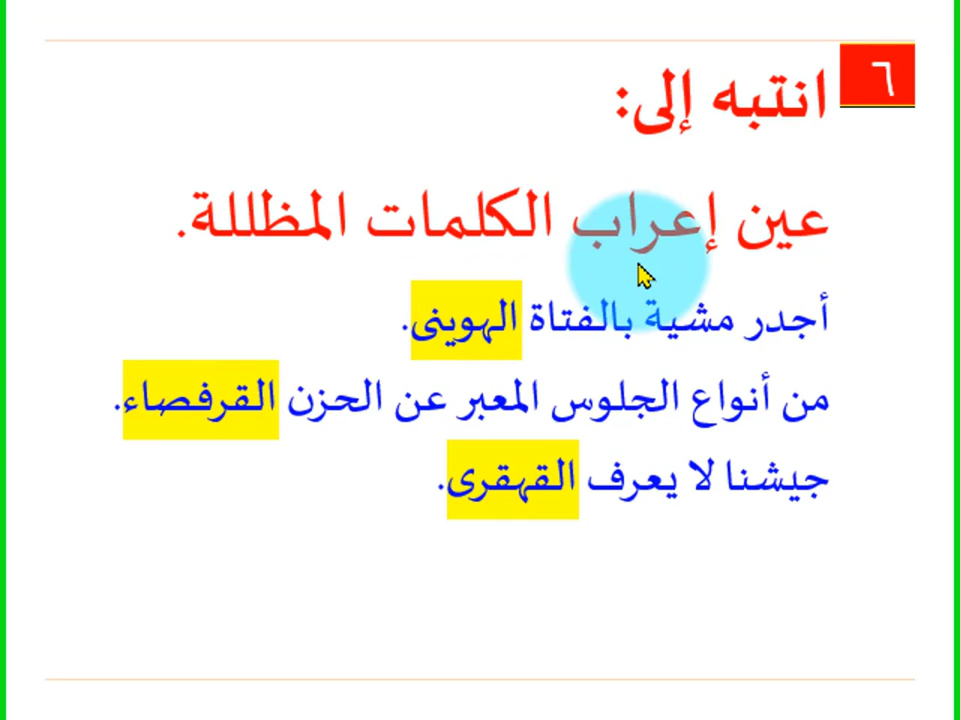 ٦
انتبه إلى:
عين إعراب الكلمات المظللة.
أجدر مشية بالفتاة الهوينى.
من أنواع الجلوس المعبر عن الحزن القرفصاء.
جيشنا لا يعرف القهقرى.